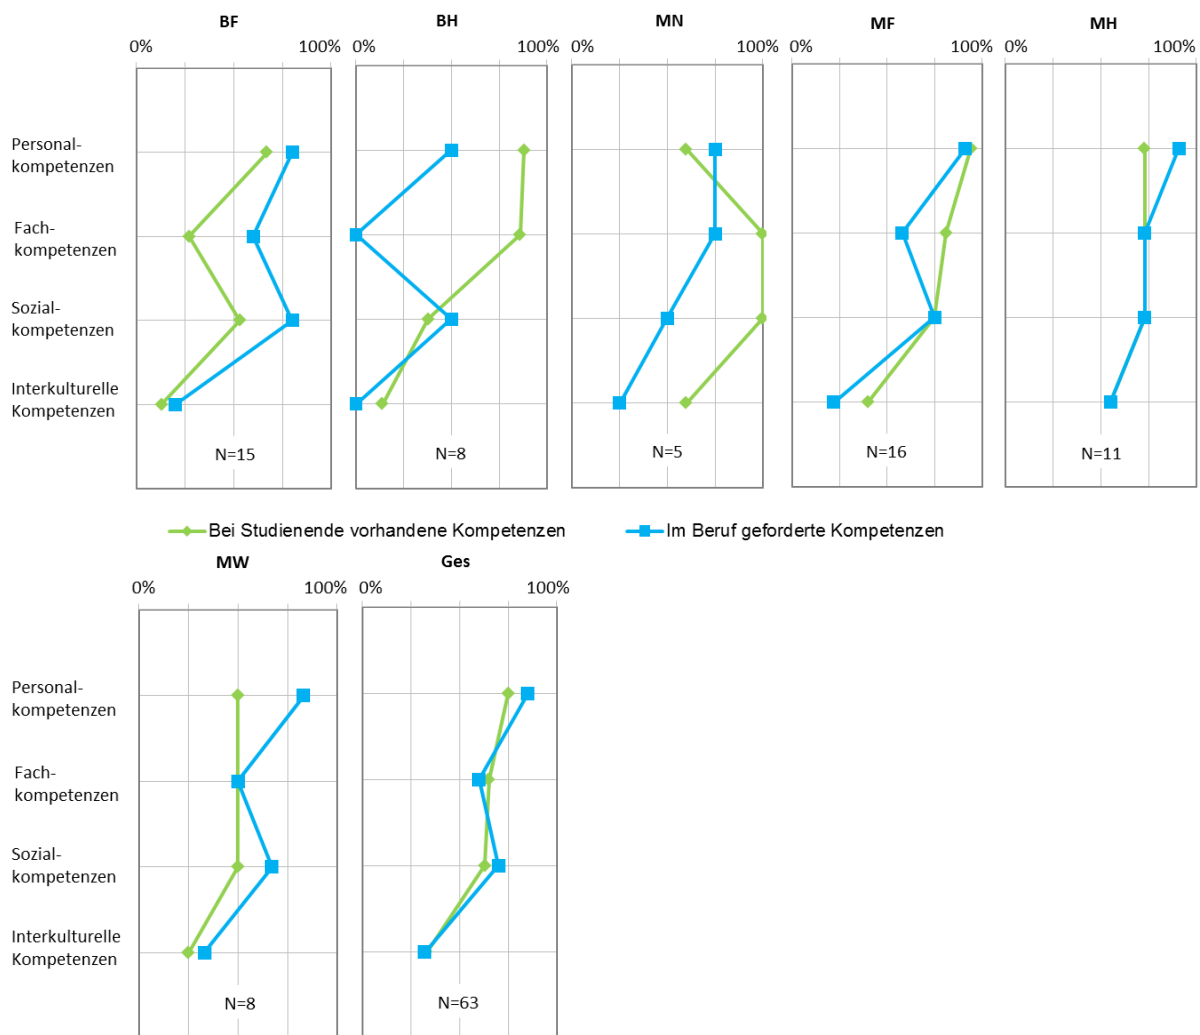 BF BH MN MF MH
0% 100% 0% 100% 0% 100% 0% 100% 0% 100%
Personal-
kompetenzen
Fach-
kompetenzen
Sozial-
kompetenzen
Interkulturelle
Kompetenzen
N=15 N=8 N=5 N=16 N=11
Bei Studienende vorhandene Kompetenzen Im Beruf geforderte Kompetenzen
MW Ges
0% 100% 0% 100%
Personal-
kompetenzen
Fach-
kompetenzen
Sozial-
kompetenzen
Interkulturelle
Kompetenzen
N=8 N=63